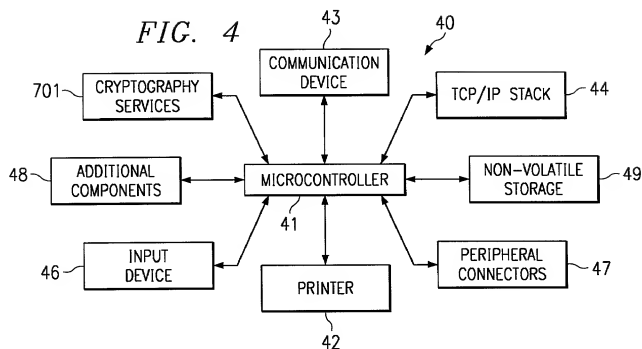 FIG. 4
43
40
COMMUNICATION
DEVICE
701
CRYPTOGRAPHY
SERVICES
TCP/IP STACK
44
48
ADDITIONAL
COMPONENTS
MICROCONTROLLER
41
NON-VOLATILE
STORAGE
49
46
INPUT
DEVICE
PRINTER
42
PERIPHERAL
CONNECTORS
47